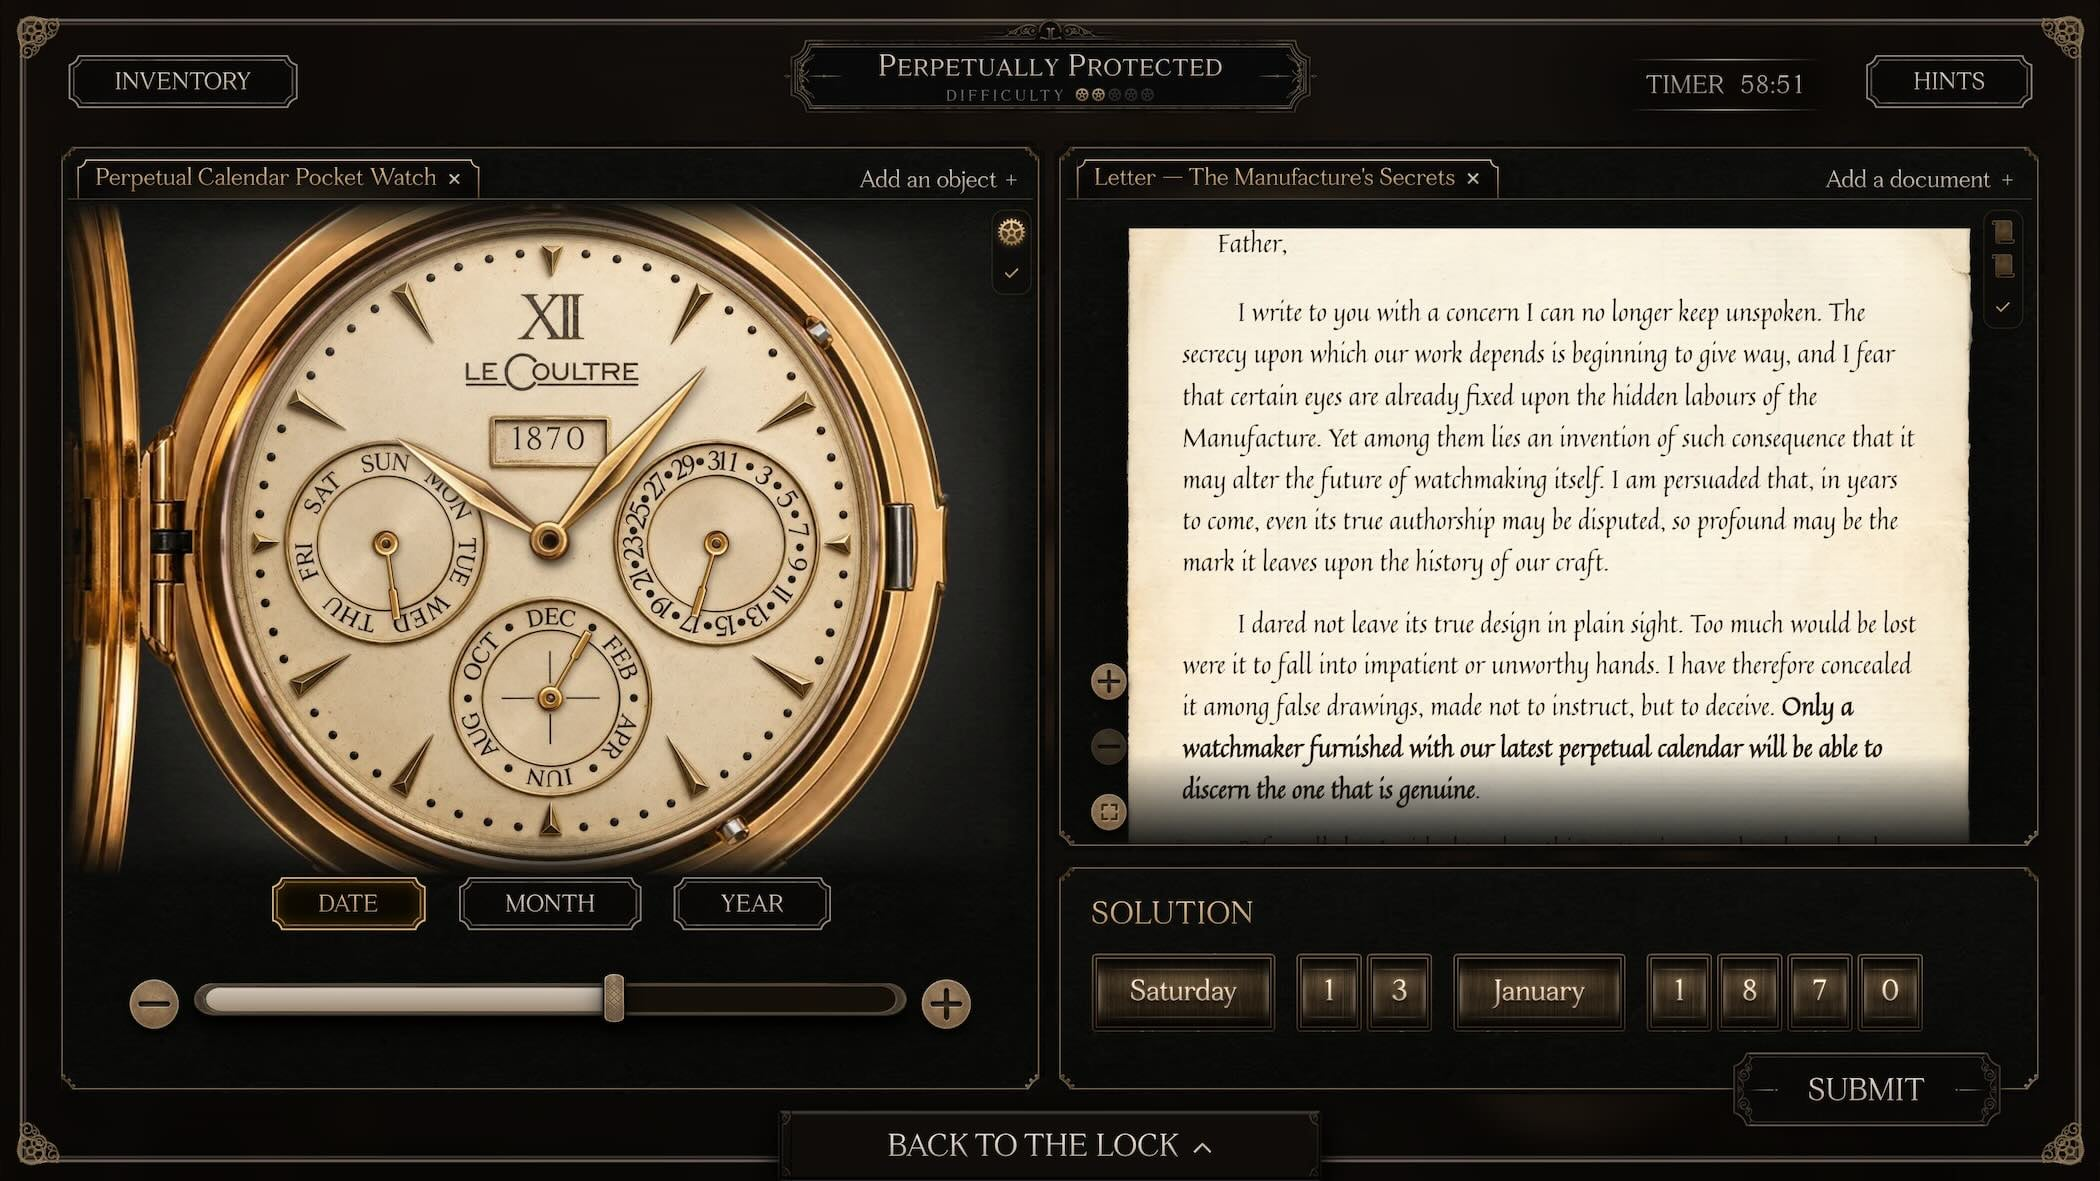 INVENTORY
PERPETUALLY PROTECTED
DIFFICULTY
TIMER 58:51
HINTS
Perpetual Calendar Pocket Watch ×
Add an object +
XII
LECOULTRE
1870
SUN MON TUE WED THU FRI SAT
31 1 • 3 • 5 • 7 • 9 • 11 • 13 • 15 • 17 • 19 • 21 • 23 • 25 • 27 • 29 •
DEC • FEB • APR • JUN • AUG • OCT •
DATE
MONTH
YEAR
Letter — The Manufacture's Secrets ×
Add a document +
Father,
I write to you with a concern I can no longer keep unspoken. The
secrecy upon which our work depends is beginning to give way, and I fear
that certain eyes are already fixed upon the hidden labours of the
Manufacture. Yet among them lies an invention of such consequence that it
may alter the future of watchmaking itself. I am persuaded that, in years
to come, even its true authorship may be disputed, so profound may be the
mark it leaves upon the history of our craft.
I dared not leave its true design in plain sight. Too much would be lost
were it to fall into impatient or unworthy hands. I have therefore concealed
it among false drawings, made not to instruct, but to deceive. Only a
watchmaker furnished with our latest perpetual calendar will be able to
discern the one that is genuine.
SOLUTION
Saturday 1 3 January 1 8 7 0
SUBMIT
BACK TO THE LOCK